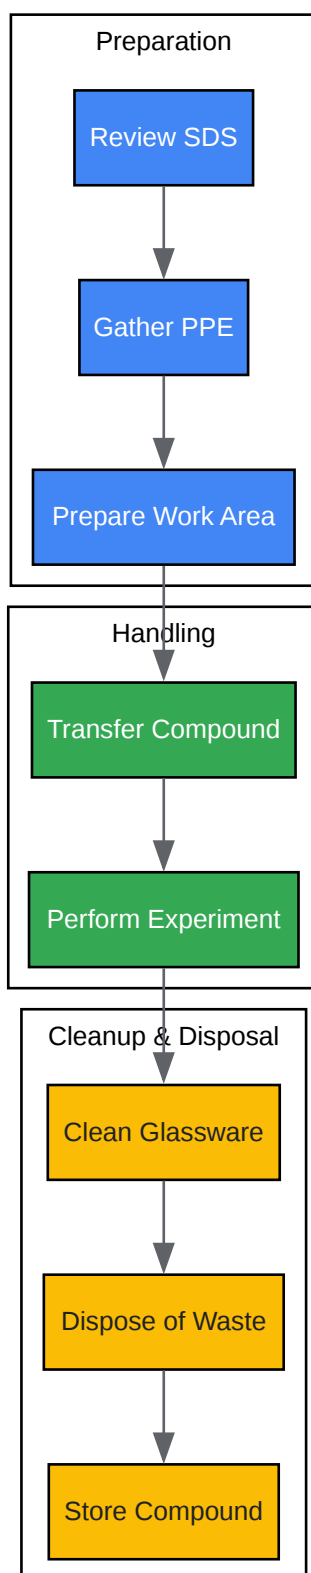 Preparation
Review SDS
Gather PPE
Prepare Work Area
Handling
Transfer Compound
Perform Experiment
Cleanup & Disposal
Clean Glassware
Dispose of Waste
Store Compound